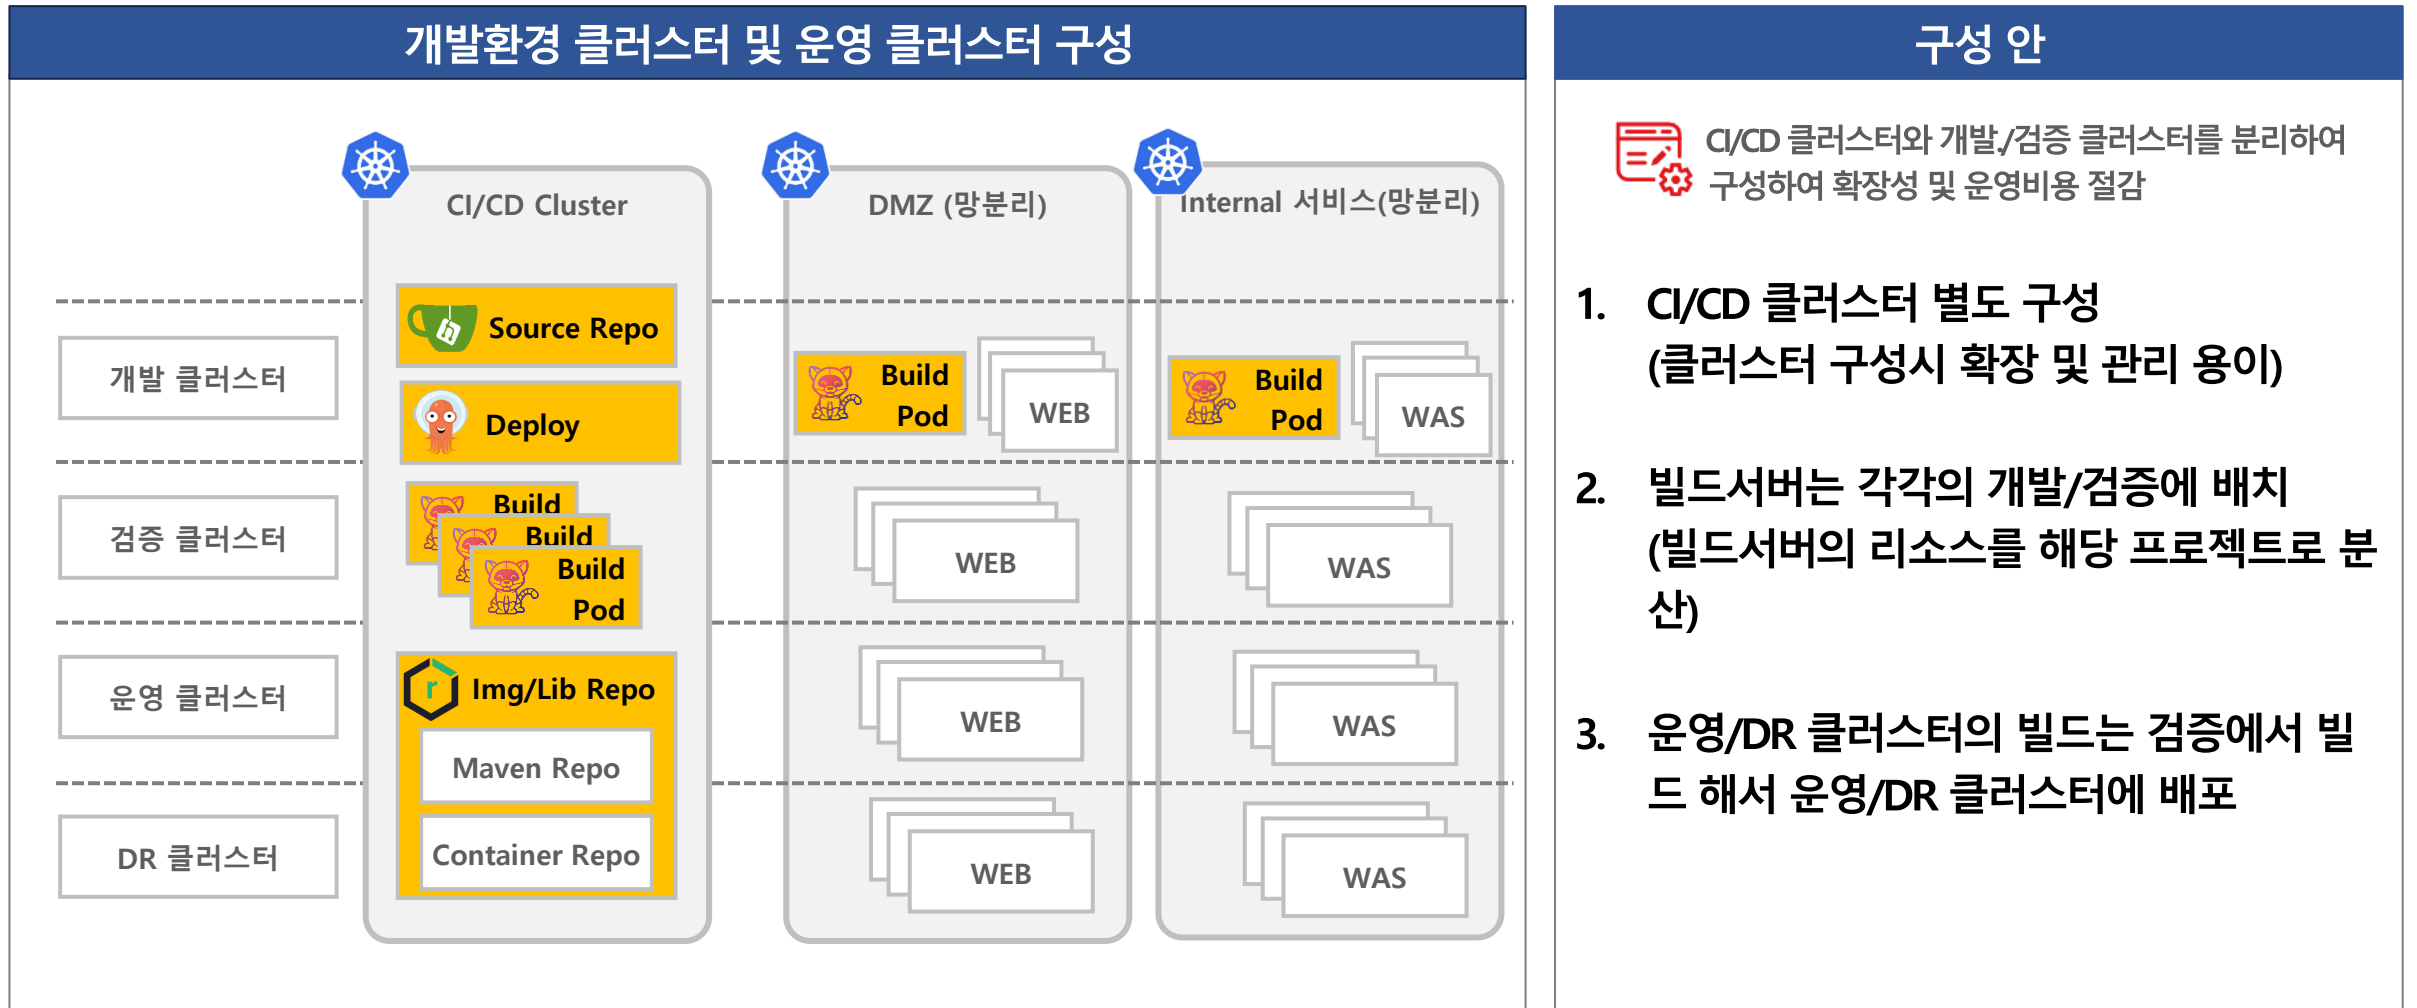 개발환경 클러스터 및 운영 클러스터 구성
CI/CD Cluster
DMZ (망분리)
Internal 서비스(망분리)
개발 클러스터
검증 클러스터
운영 클러스터
DR 클러스터
Source Repo
Deploy
Build
Build
Build
Pod
Img/Lib Repo
Maven Repo
Container Repo
Build
Pod
WEB
WEB
WEB
WEB
Build
Pod
WAS
WAS
WAS
WAS
구성 안
CI/CD 클러스터와 개발./검증 클러스터를 분리하여
구성하여 확장성 및 운영비용 절감
1. CI/CD 클러스터 별도 구성
(클러스터 구성시 확장 및 관리 용이)
2. 빌드서버는 각각의 개발/검증에 배치
(빌드서버의 리소스를 해당 프로젝트로 분
산)
3. 운영/DR 클러스터의 빌드는 검증에서 빌
드 해서 운영/DR 클러스터에 배포